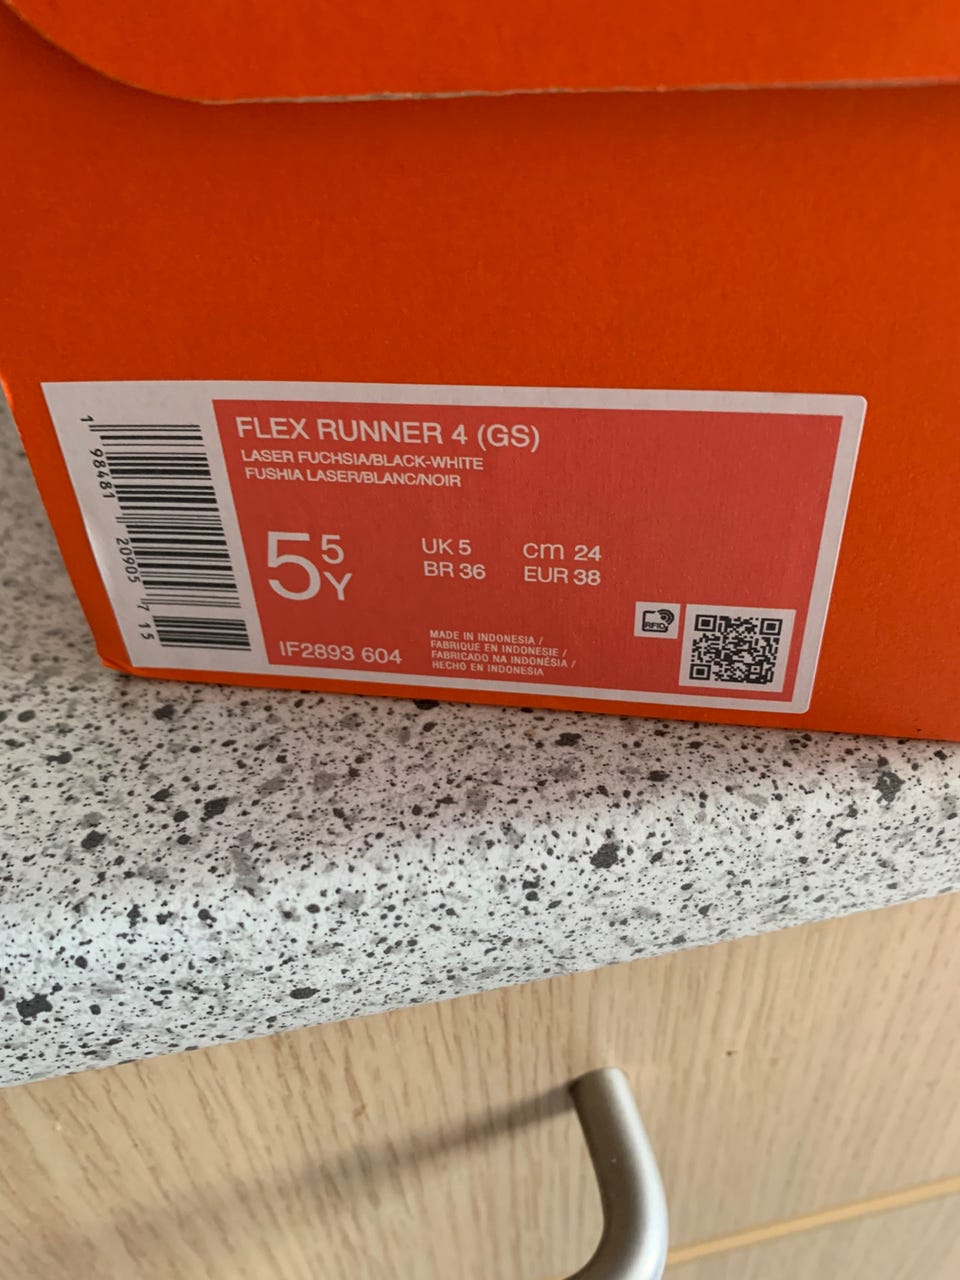 FLEX RUNNER 4 (GS)
LASER FUCHSIA/BLACK-WHITE
FUSHIA LASER/BLANC/NOIR
5 5 Y
UK 5
BR 36
cm 24
EUR 38
RFID
IF2893 604
MADE IN INDONESIA /
FABRIQUE EN INDONESIE /
FABRICADO NA INDONÉSIA /
HECHO EN INDONESIA
1 98481 20905 7 15